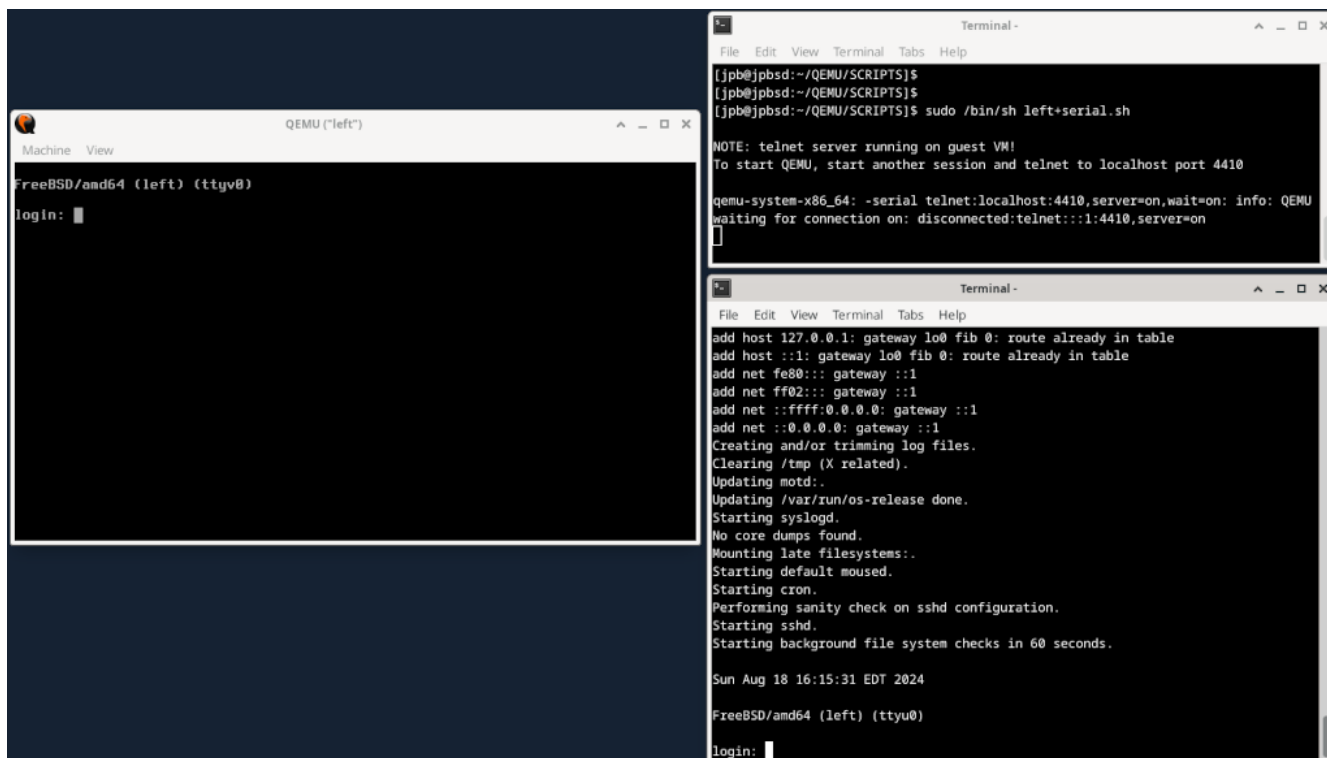 QEMU ("left")
Machine View
FreeBSD/amd64 (left) (ttyv0)
login:
Terminal -
File Edit View Terminal Tabs Help
[jpb@jpbsd:~/QEMU/SCRIPTS]$
[jpb@jpbsd:~/QEMU/SCRIPTS]$
[jpb@jpbsd:~/QEMU/SCRIPTS]$ sudo /bin/sh left+serial.sh
NOTE: telnet server running on guest VM!
To start QEMU, start another session and telnet to localhost port 4410
qemu-system-x86_64: -serial telnet:localhost:4410,server=on,wait=on: info: QEMU
waiting for connection on: disconnected:telnet:::1:4410,server=on
Terminal -
File Edit View Terminal Tabs Help
add host 127.0.0.1: gateway lo0 fib 0: route already in table
add host ::1: gateway lo0 fib 0: route already in table
add net fe80::: gateway ::1
add net ff02::: gateway ::1
add net ::ffff:0.0.0.0: gateway ::1
add net ::0.0.0.0: gateway ::1
Creating and/or trimming log files.
Clearing /tmp (X related).
Updating motd:.
Updating /var/run/os-release done.
Starting syslogd.
No core dumps found.
Mounting late filesystems:.
Starting default moused.
Starting cron.
Performing sanity check on sshd configuration.
Starting sshd.
Starting background file system checks in 60 seconds.
Sun Aug 18 16:15:31 EDT 2024
FreeBSD/amd64 (left) (ttyu0)
login: